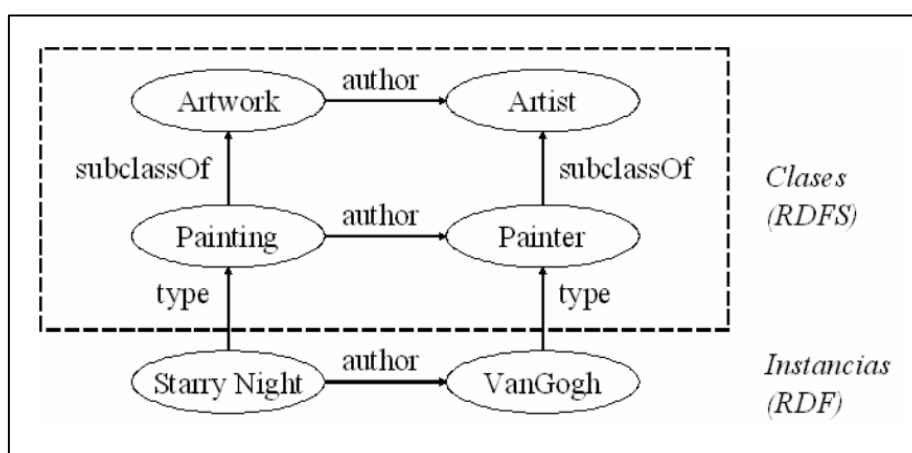 author
Artwork
Artist
subclassOf
subclassOf
Clases
(RDFS)
author
Painting
Painter
type
type
author
Starry Night
VanGogh
Instancias
(RDF)